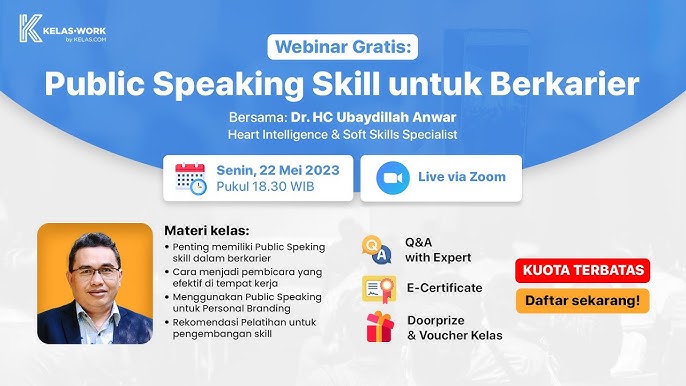 KELAS•WORK
by KELAS.COM
Webinar Gratis:
Public Speaking Skill untuk Berkarier
Bersama: Dr. HC Ubaydillah Anwar
Heart Intelligence & Soft Skills Specialist
Senin, 22 Mei 2023
Pukul 18.30 WIB
Live via Zoom
Materi kelas:
• Penting memiliki Public Speking
skill dalam berkarier
• Cara menjadi pembicara yang
efektif di tempat kerja
• Menggunakan Public Speaking
untuk Personal Branding
• Rekomendasi Pelatihan untuk
pengembangan skill
Q&A
with Expert
E-Certificate
Doorprize
& Voucher Kelas
KUOTA TERBATAS
Daftar sekarang!